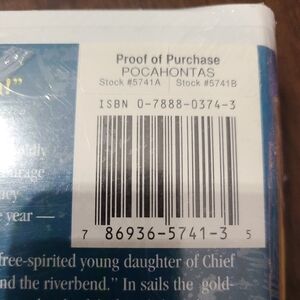 Proof of Purchase
POCAHONTAS
Stock #5741A Stock #5741B
ISBN 0-7888-0374-3
7 86936-5741-3 5
!"
urage
year —
free-spirited young daughter of Chief
nd the riverbend." In sails the gold-